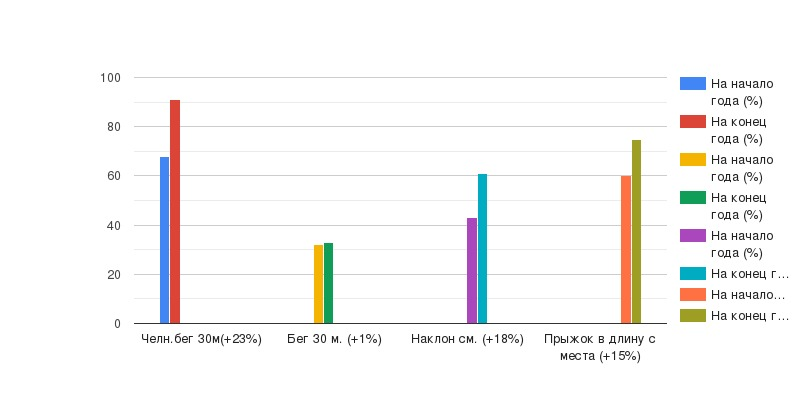 100
80
60
40
20
0
Челн.бег 30м(+23%)
Бег 30 м. (+1%)
Наклон см. (+18%)
Прыжок в длину с
места (+15%)
На начало
года (%)
На конец
года (%)
На начало
года (%)
На конец
года (%)
На начало
года (%)
На конец г…
На начало…
На конец г…